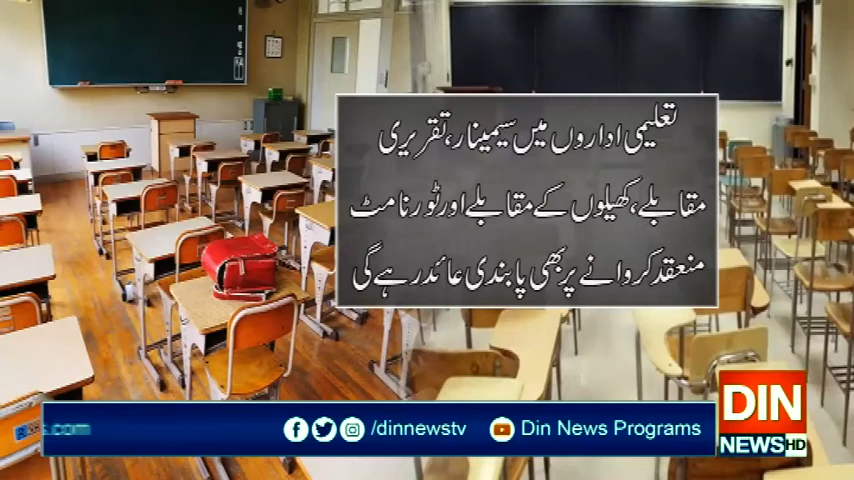 تعلیمی اداروں میں سیمینار، تقریری
مقابلے، کھیلوں کے مقابلے اور ٹورنامنٹ
منعقد کروانے پر بھی پابندی عائد رہے گی
s.com
/dinnewstv
Din News Programs
DIN
NEWS HD